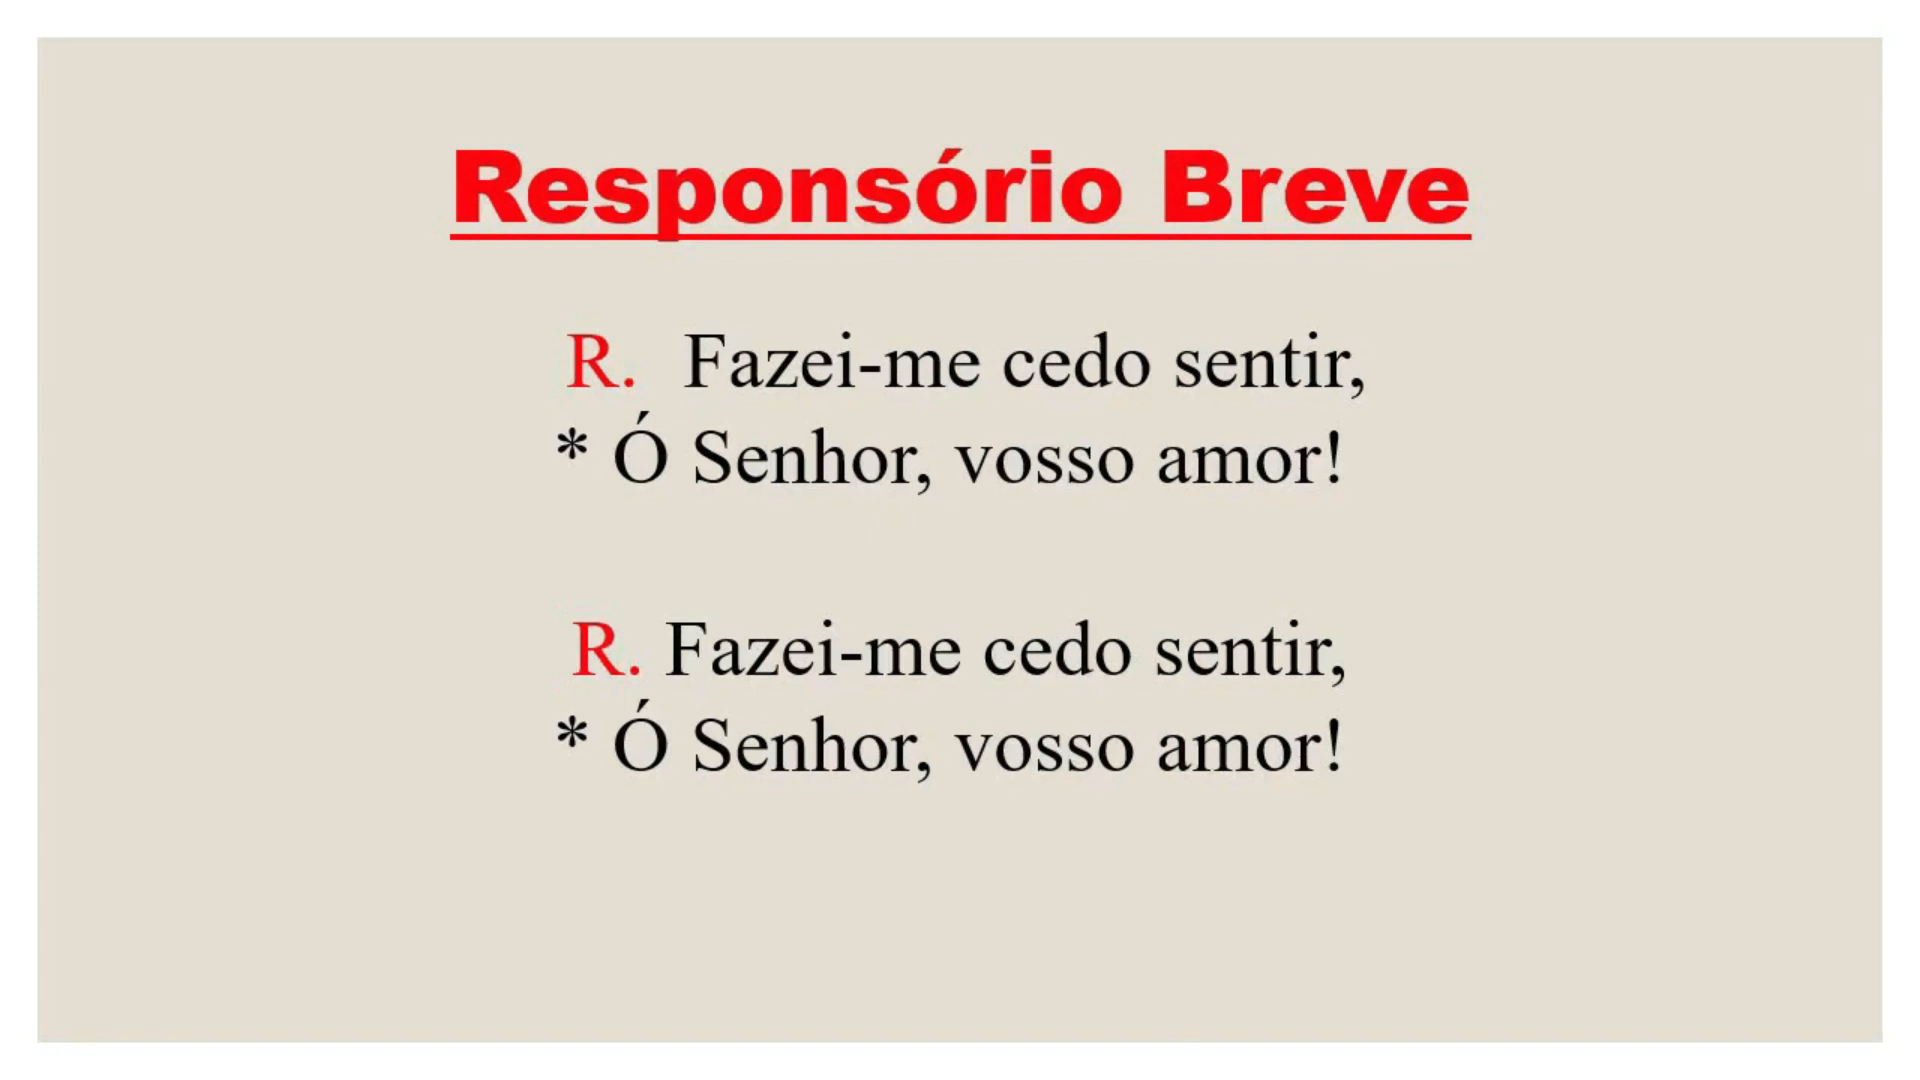 Responsório Breve
R. Fazei-me cedo sentir,
* Ó Senhor, vosso amor!
R. Fazei-me cedo sentir,
* Ó Senhor, vosso amor!